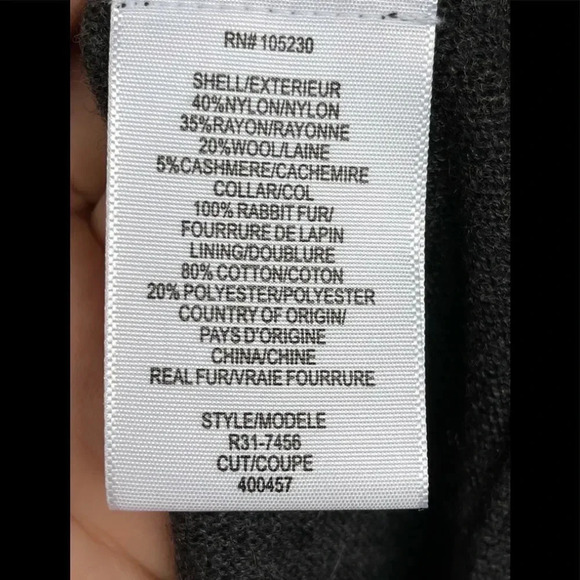 RN# 105230
SHELL/EXTERIEUR
40%NYLON/NYLON
35%RAYON/RAYONNE
20%WOOL/LAINE
5%CASHMERE/CACHEMIRE
COLLAR/COL
100% RABBIT FUR/
FOURRURE DE LAPIN
LINING/DOUBLURE
80% COTTON/COTON
20% POLYESTER/POLYESTER
COUNTRY OF ORIGIN/
PAYS D'ORIGINE
CHINA/CHINE
REAL FUR/VRAIE FOURRURE
STYLE/MODELE
R31-7456
CUT/COUPE
400457